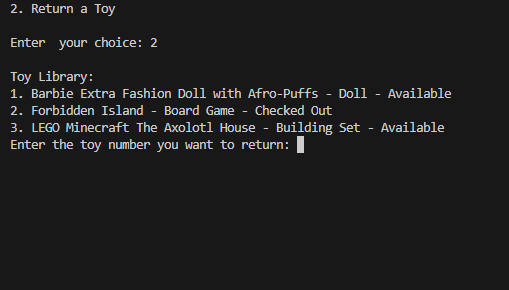 2. Return a Toy
Enter  your choice: 2
Toy Library:
1. Barbie Extra Fashion Doll with Afro-Puffs - Doll - Available
2. Forbidden Island - Board Game - Checked Out
3. LEGO Minecraft The Axolotl House - Building Set - Available
Enter the toy number you want to return: